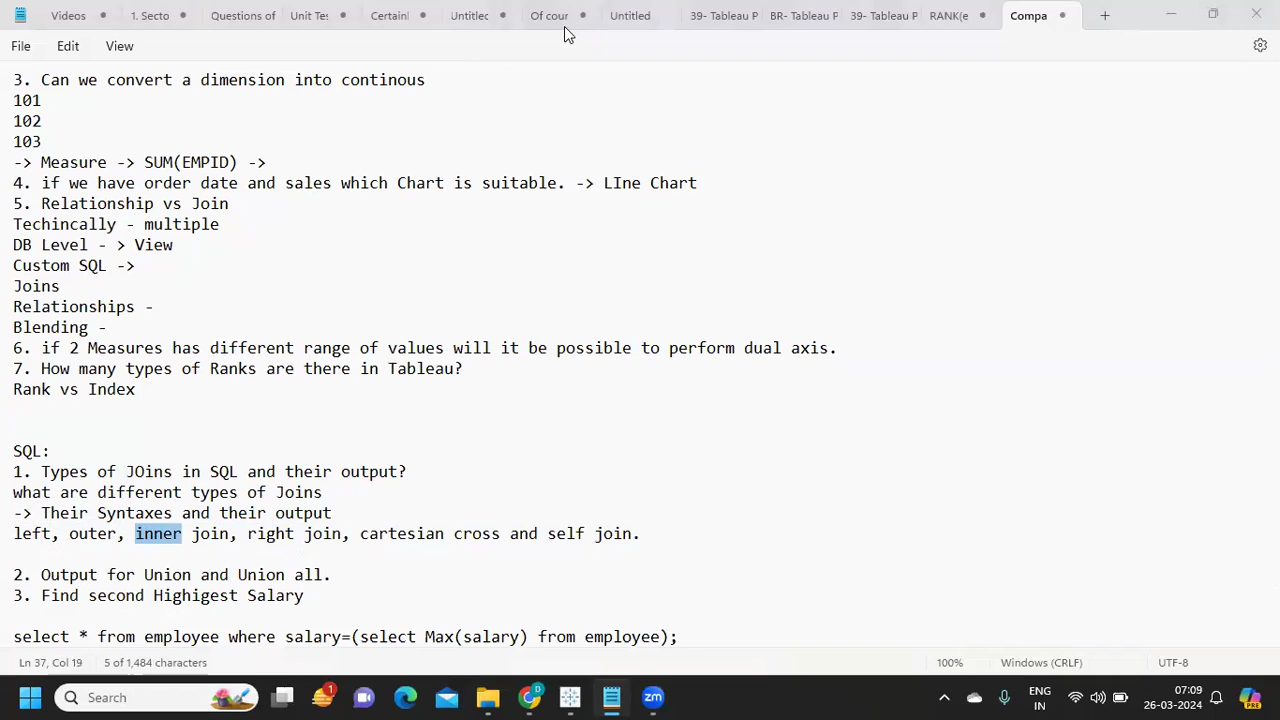 Videos 1. Secto Questions of Unit Tes Certainl Untitlec Of cour Untitled 39- Tableau P BR- Tableau P 39- Tableau P RANK(e Compa
File Edit View
3. Can we convert a dimension into continous
101
102
103
-> Measure -> SUM(EMPID) ->
4. if we have order date and sales which Chart is suitable. -> LIne Chart
5. Relationship vs Join
Techincally - multiple
DB Level - > View
Custom SQL ->
Joins
Relationships -
Blending -
6. if 2 Measures has different range of values will it be possible to perform dual axis.
7. How many types of Ranks are there in Tableau?
Rank vs Index
SQL:
1. Types of JOins in SQL and their output?
what are different types of Joins
-> Their Syntaxes and their output
left, outer, inner join, right join, cartesian cross and self join.
2. Output for Union and Union all.
3. Find second Highigest Salary
select * from employee where salary=(select Max(salary) from employee);
Ln 37, Col 19 5 of 1,484 characters 100% Windows (CRLF) UTF-8
Search 1 D zm ENG IN 07:09 26-03-2024 PRE